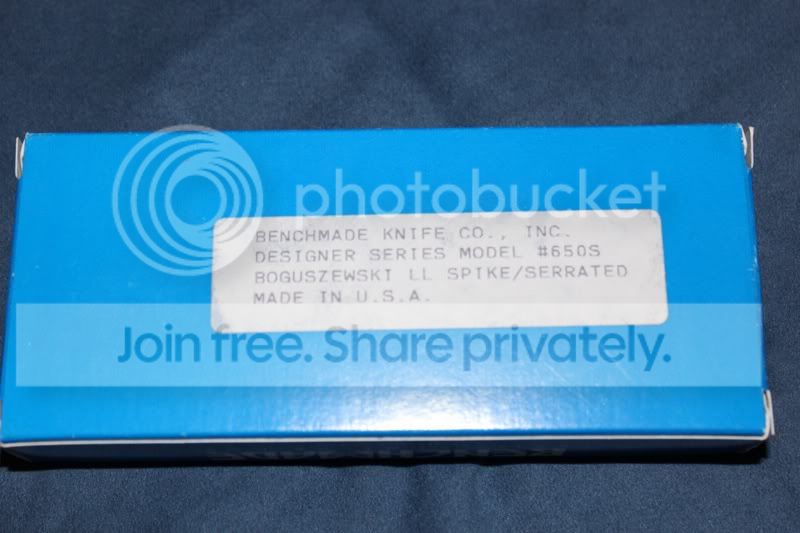 photobucket
BENCHMADE KNIFE CO., INC.
DESIGNER SERIES MODEL #650S
BOGUSZEWSKI LL SPIKE/SERRATED
MADE IN U.S.A.
Join free. Share privately.
BENCHMADE